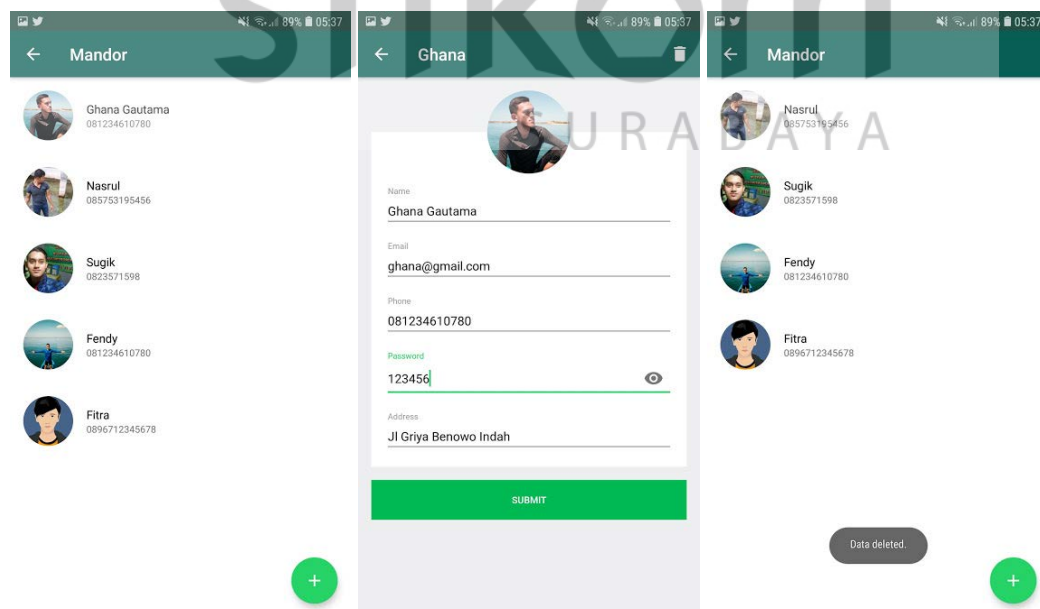 89% 05:37
Mandor
Ghana Gautama
081234610780
Nasrul
085753195456
Sugik
0823571598
Fendy
081234610780
Fitra
0896712345678
+
89% 05:37
Ghana
Name
Ghana Gautama
Email
ghana@gmail.com
Phone
081234610780
Password
123456
Address
Jl Griya Benowo Indah
SUBMIT
89% 05:37
Mandor
Nasrul
085753195456
Sugik
0823571598
Fendy
081234610780
Fitra
0896712345678
Data deleted.
+
SURABAYA